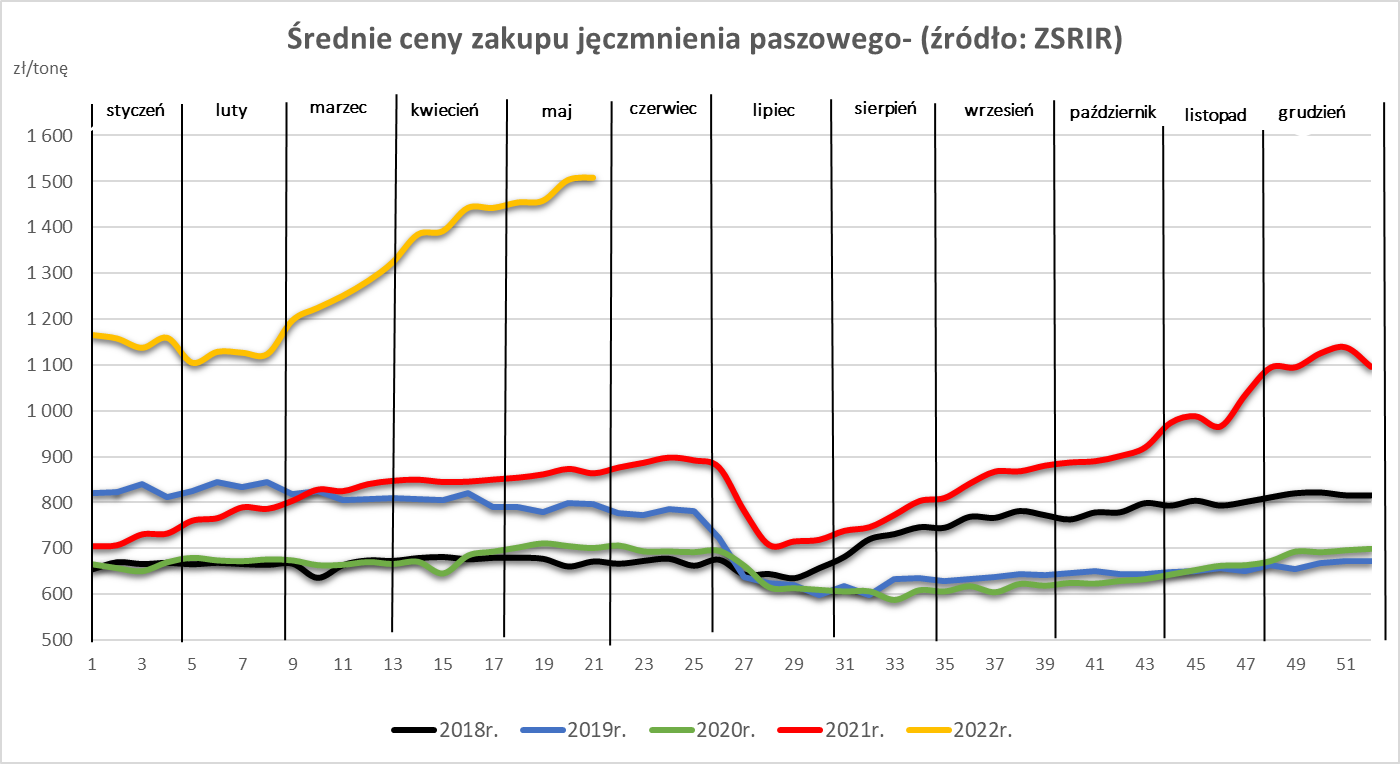 Średnie ceny zakupu jęczmnienia paszowego- (źródło: ZSRIR)
zł/tonę
styczeń luty marzec kwiecień maj czerwiec lipiec sierpień wrzesień październik listopad grudzień
1 600
1 500
1 400
1 300
1 200
1 100
1 000
900
800
700
600
500
1 3 5 7 9 11 13 15 17 19 21 23 25 27 29 31 33 35 37 39 41 43 45 47 49 51
2018r. 2019r. 2020r. 2021r. 2022r.